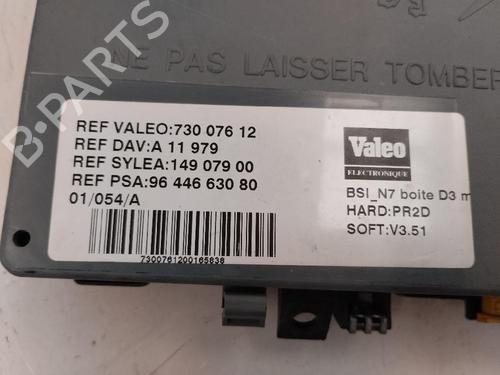 NE PAS LAISSER TOMBER
REF VALEO:730 076 12
REF DAV:A 11 979
REF SYLEA:149 079 00
REF PSA:96 446 630 80
01/054/A
7300761200165838
Valeo
ELECTRONIQUE
BSI_N7 boite D3 m
HARD:PR2D
SOFT:V3.51
B-PARTS